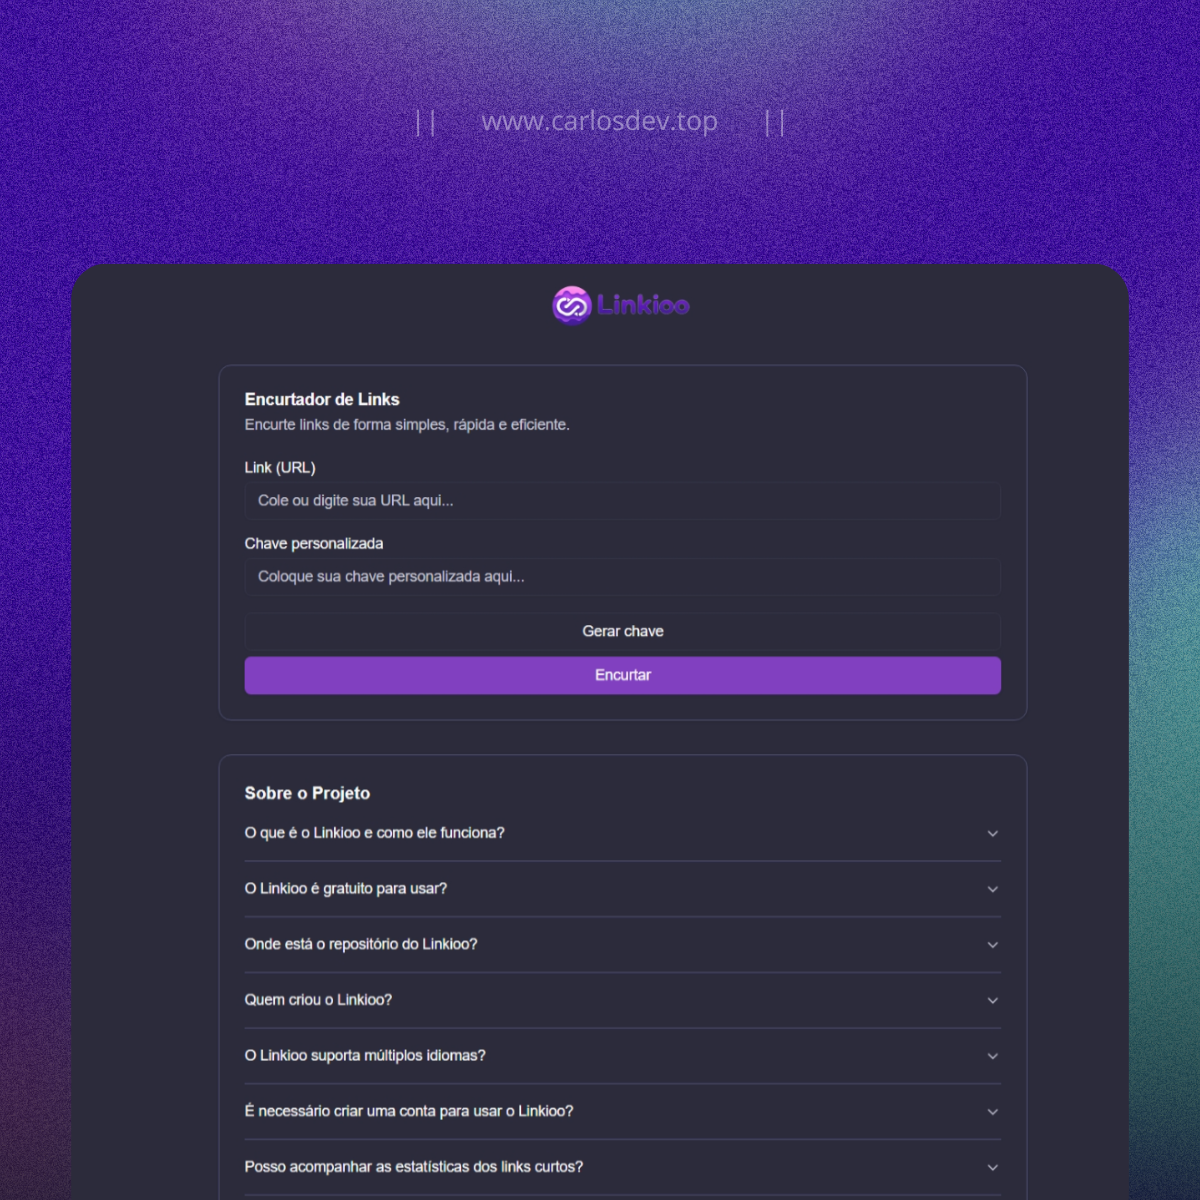 || www.carlosdev.top ||
Linkioo
Encurtador de Links
Encurte links de forma simples, rápida e eficiente.
Link (URL)
Cole ou digite sua URL aqui...
Chave personalizada
Coloque sua chave personalizada aqui...
Gerar chave
Encurtar
Sobre o Projeto
O que é o Linkioo e como ele funciona?
O Linkioo é gratuito para usar?
Onde está o repositório do Linkioo?
Quem criou o Linkioo?
O Linkioo suporta múltiplos idiomas?
É necessário criar uma conta para usar o Linkioo?
Posso acompanhar as estatísticas dos links curtos?